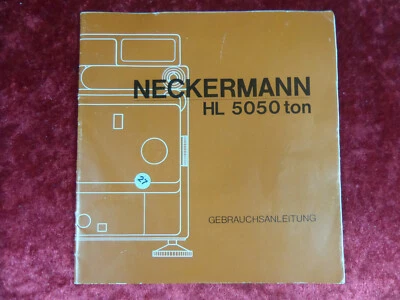 NECKERMANN
HL 5050 ton
GEBRAUCHSANLEITUNG